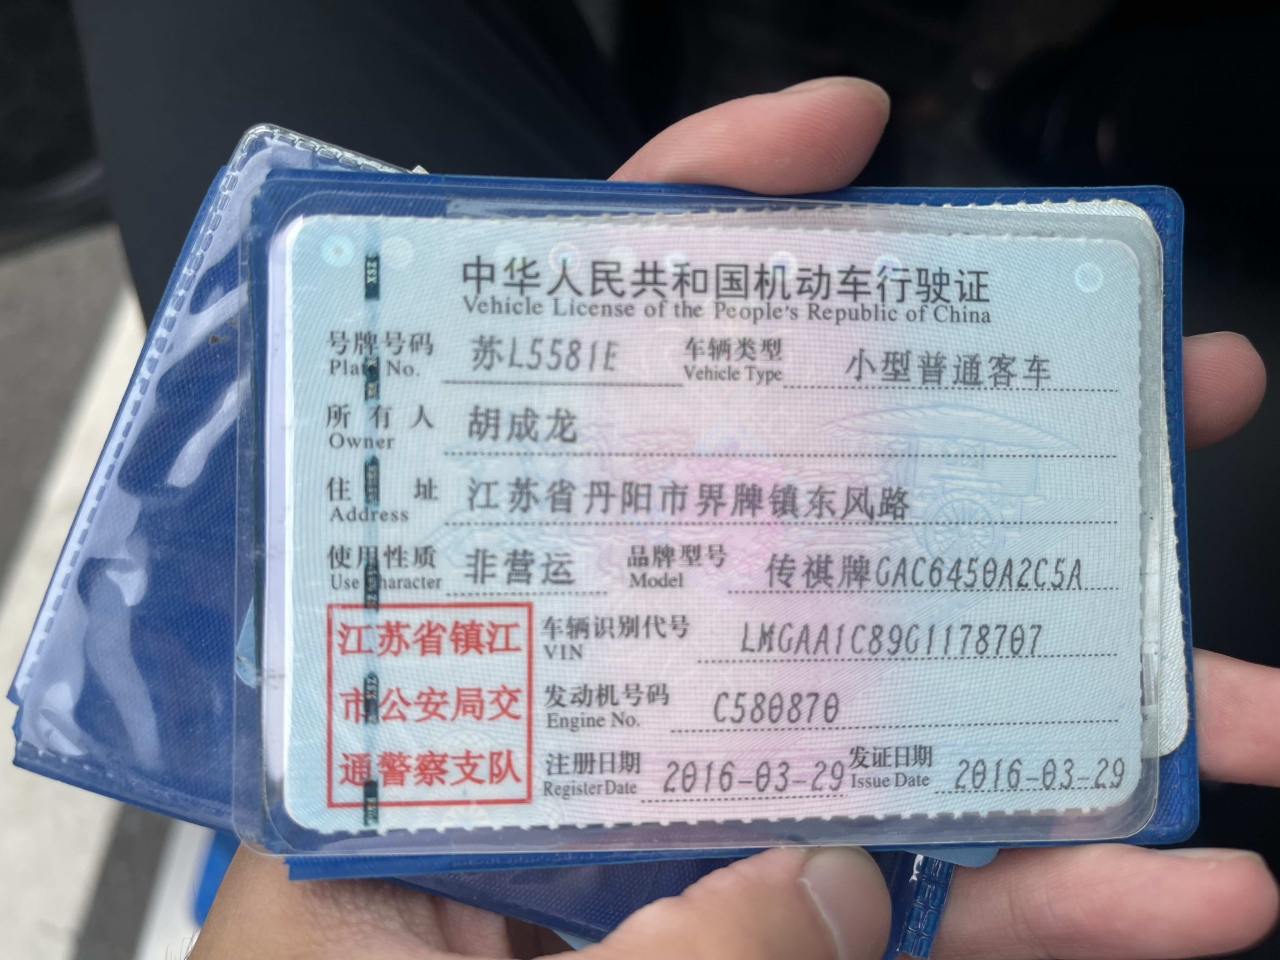 中华人民共和国机动车行驶证
Vehicle License of the People's Republic of China
号牌号码 苏L5581E 车辆类型 小型普通客车
Plate No. Vehicle Type
所有人 胡成龙
Owner
住址 江苏省丹阳市界牌镇东风路
Address
使用性质 非营运 品牌型号 传祺牌GAC6450A2C5A
Use Character Model
江苏省镇江
市公安局交
通警察支队
车辆识别代号 LMGAA1C89G1178707
VIN
发动机号码 C580870
Engine No.
注册日期 2016-03-29 发证日期 2016-03-29
Register Date Issue Date